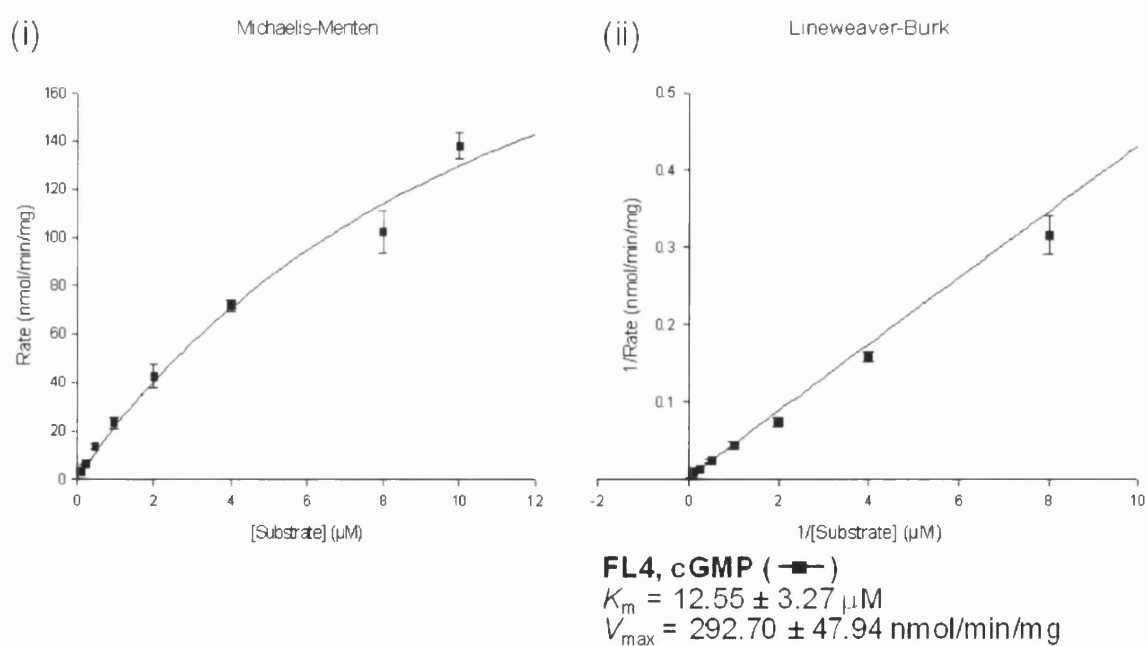 (i)
Michaelis-Menten
160
140
120
100
80
60
40
20
0
Rate (nmol/min/mg)
0 2 4 6 8 10 12
[Substrate] (µM)
(ii)
Lineweaver-Burk
0.5
0.4
0.3
0.2
0.1
1/Rate (nmol/min/mg)
-2 0 2 4 6 8 10
1/[Substrate] (µM)
FL4, cGMP ( )
Km = 12.55 ± 3.27 µM
Vmax = 292.70 ± 47.94 nmol/min/mg